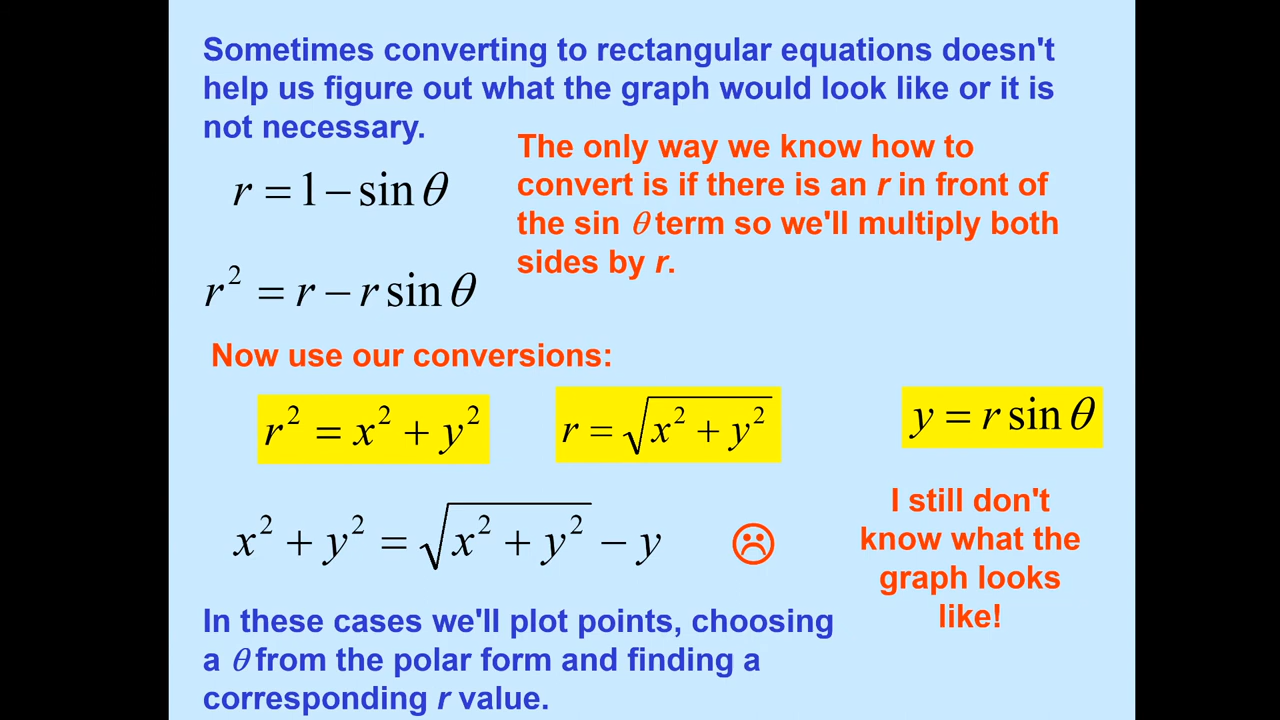 Sometimes converting to rectangular equations doesn't
help us figure out what the graph would look like or it is
not necessary.
The only way we know how to
convert is if there is an r in front of
the sin θ term so we'll multiply both
sides by r.
r = 1 − sin θ
r² = r − r sin θ
Now use our conversions:
r² = x² + y²
r = √(x² + y²)
y = r sin θ
x² + y² = √(x² + y²) − y
I still don't
know what the
graph looks
like!
In these cases we'll plot points, choosing
a θ from the polar form and finding a
corresponding r value.